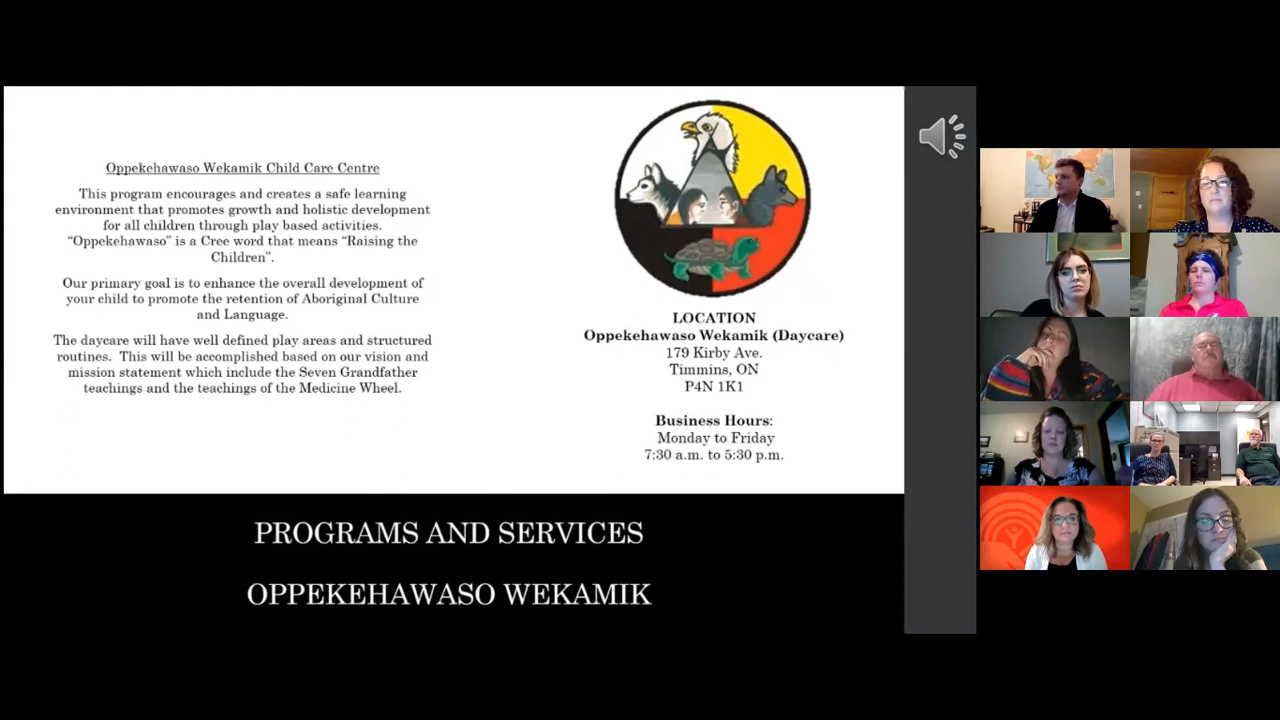 Oppekehawaso Wekamik Child Care Centre
This program encourages and creates a safe learning
environment that promotes growth and holistic development
for all children through play based activities.
"Oppekehawaso" is a Cree word that means "Raising the
Children".
Our primary goal is to enhance the overall development of
your child to promote the retention of Aboriginal Culture
and Language.
The daycare will have well defined play areas and structured
routines. This will be accomplished based on our vision and
mission statement which include the Seven Grandfather
teachings and the teachings of the Medicine Wheel.
LOCATION
Oppekehawaso Wekamik (Daycare)
179 Kirby Ave.
Timmins, ON
P4N 1K1
Business Hours:
Monday to Friday
7:30 a.m. to 5:30 p.m.
PROGRAMS AND SERVICES
OPPEKEHAWASO WEKAMIK